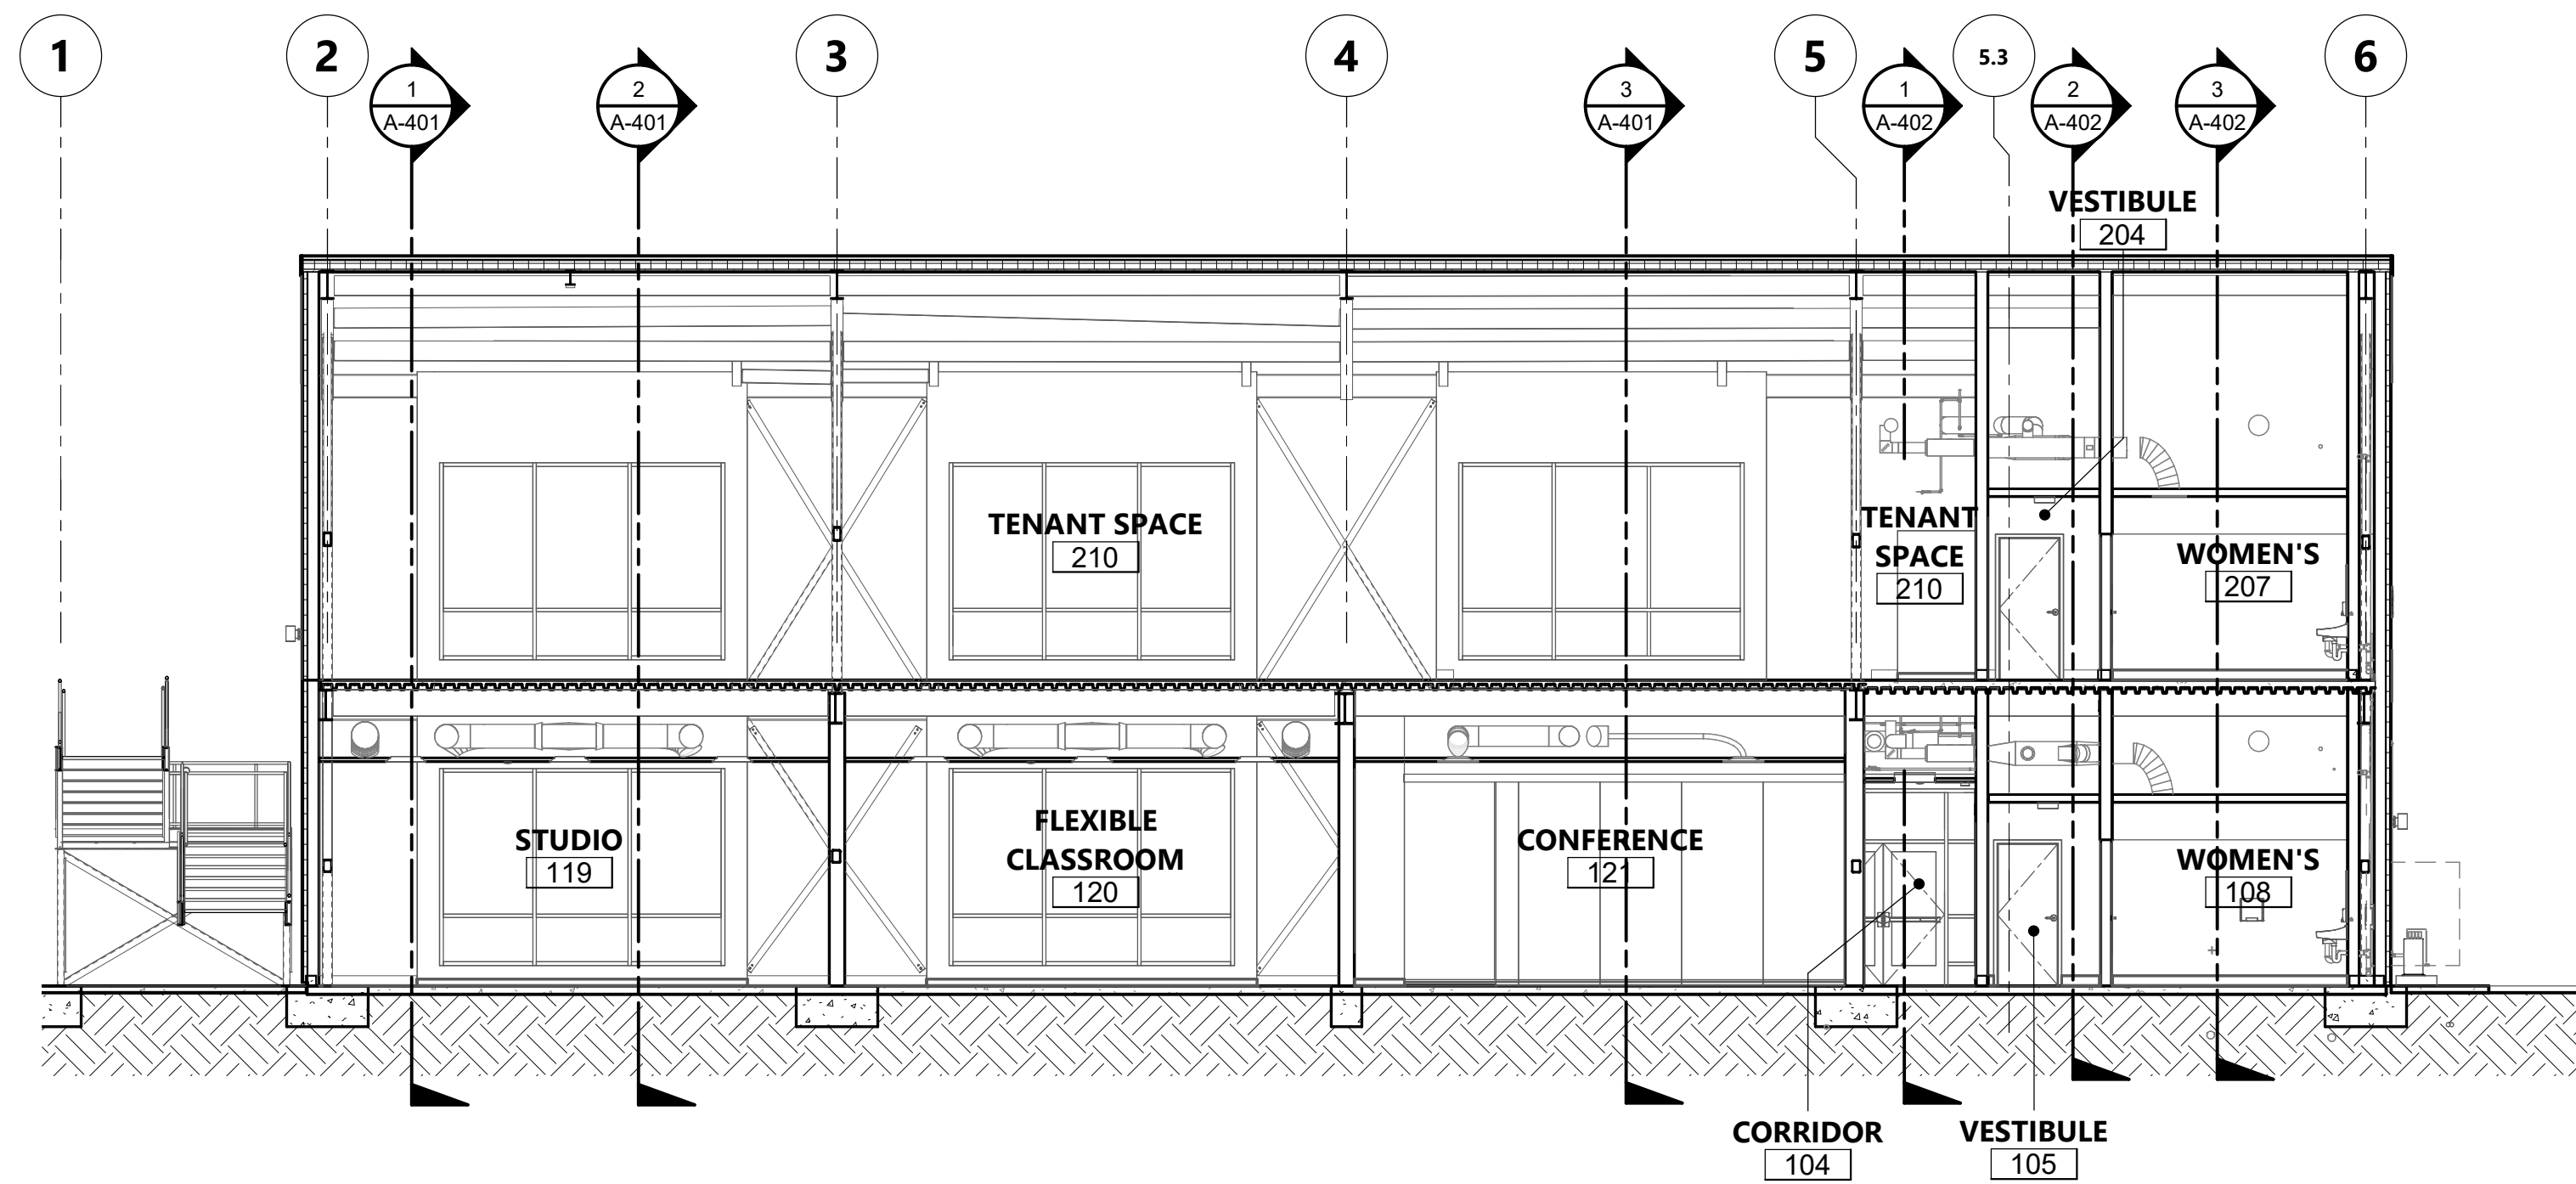 1
2
3
4
5
5.3
6
1
A-401
2
A-401
3
A-401
1
A-402
2
A-402
3
A-402
VESTIBULE
204
TENANT SPACE
210
TENANT
SPACE
210
WOMEN'S
207
STUDIO
119
FLEXIBLE
CLASSROOM
120
CONFERENCE
121
WOMEN'S
108
CORRIDOR
104
VESTIBULE
105